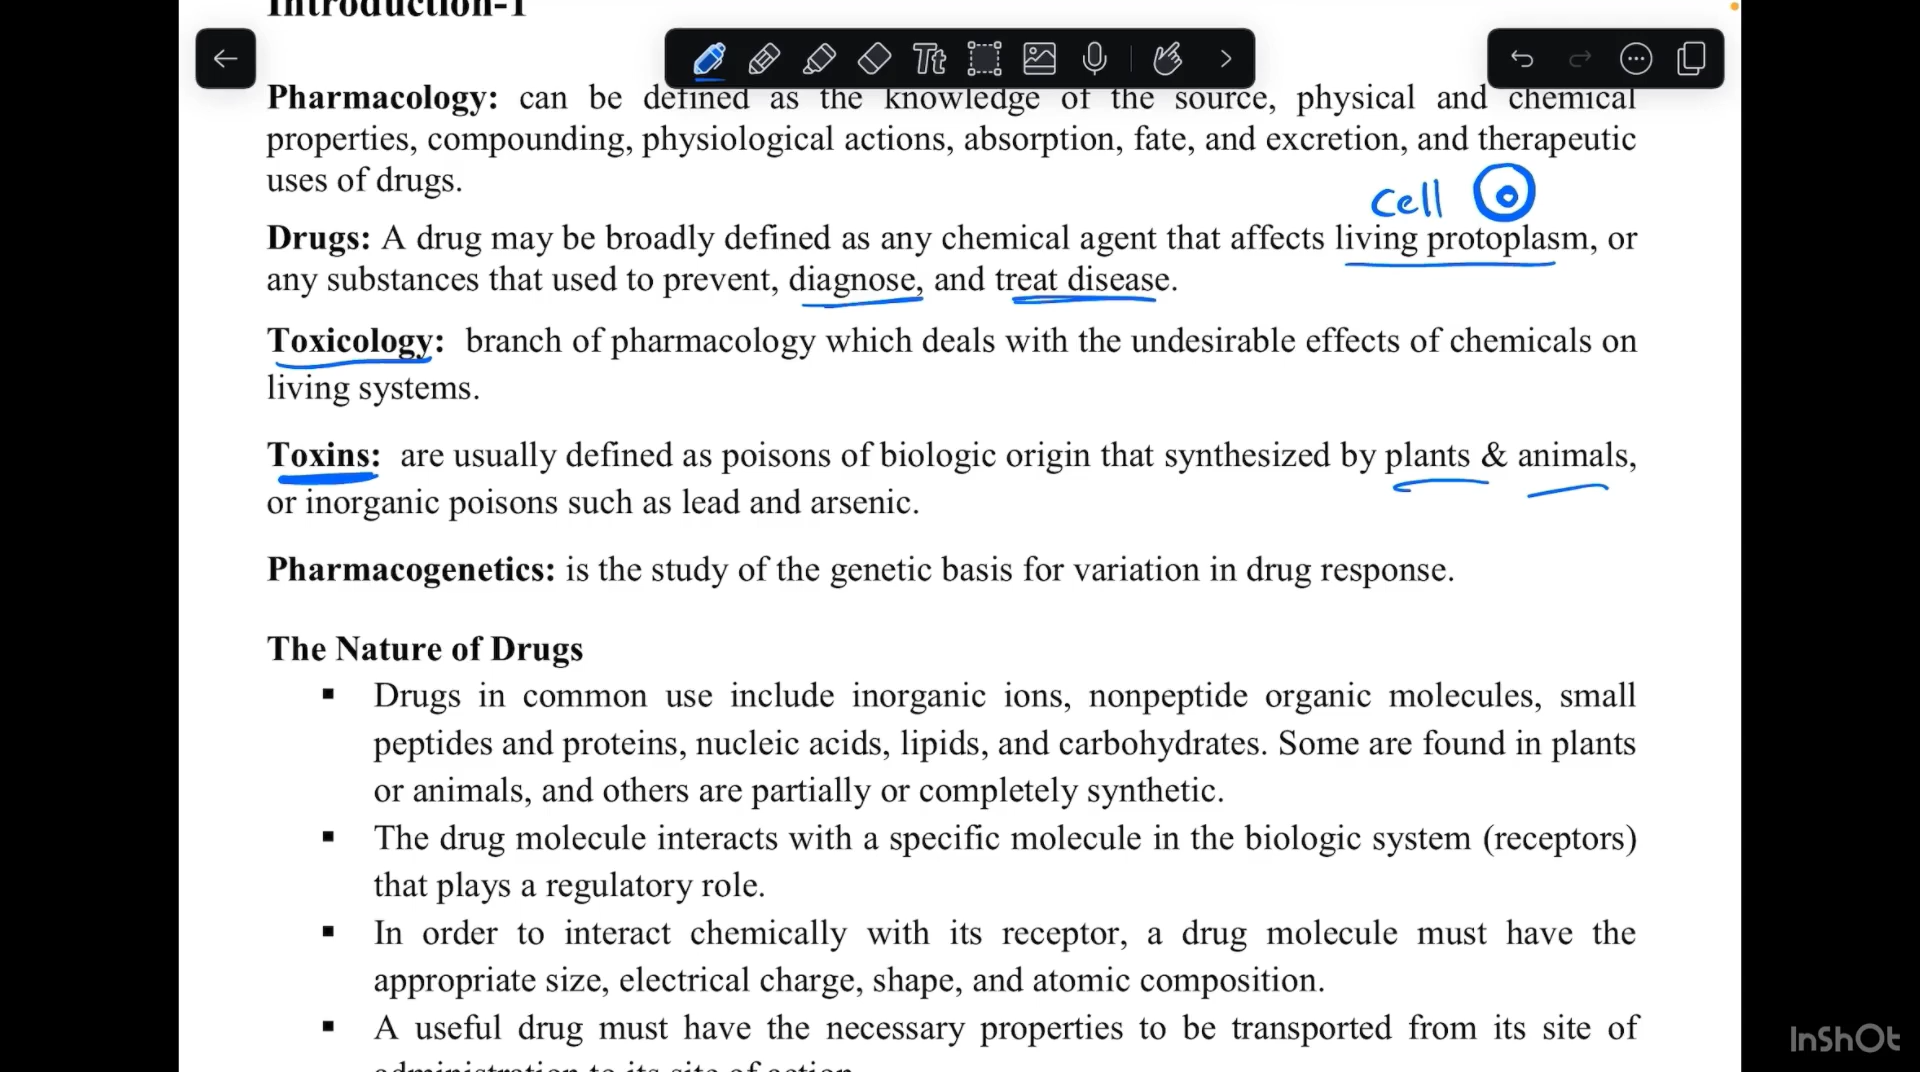 Introduction-1
Tt
Pharmacology: can be defined as the knowledge of the source, physical and chemical
properties, compounding, physiological actions, absorption, fate, and excretion, and therapeutic
uses of drugs.
cell
Drugs: A drug may be broadly defined as any chemical agent that affects living protoplasm, or
any substances that used to prevent, diagnose, and treat disease.
Toxicology: branch of pharmacology which deals with the undesirable effects of chemicals on
living systems.
Toxins: are usually defined as poisons of biologic origin that synthesized by plants & animals,
or inorganic poisons such as lead and arsenic.
Pharmacogenetics: is the study of the genetic basis for variation in drug response.
The Nature of Drugs
▪ Drugs in common use include inorganic ions, nonpeptide organic molecules, small
peptides and proteins, nucleic acids, lipids, and carbohydrates. Some are found in plants
or animals, and others are partially or completely synthetic.
▪ The drug molecule interacts with a specific molecule in the biologic system (receptors)
that plays a regulatory role.
▪ In order to interact chemically with its receptor, a drug molecule must have the
appropriate size, electrical charge, shape, and atomic composition.
▪ A useful drug must have the necessary properties to be transported from its site of
administration to its site of action.
InShOt